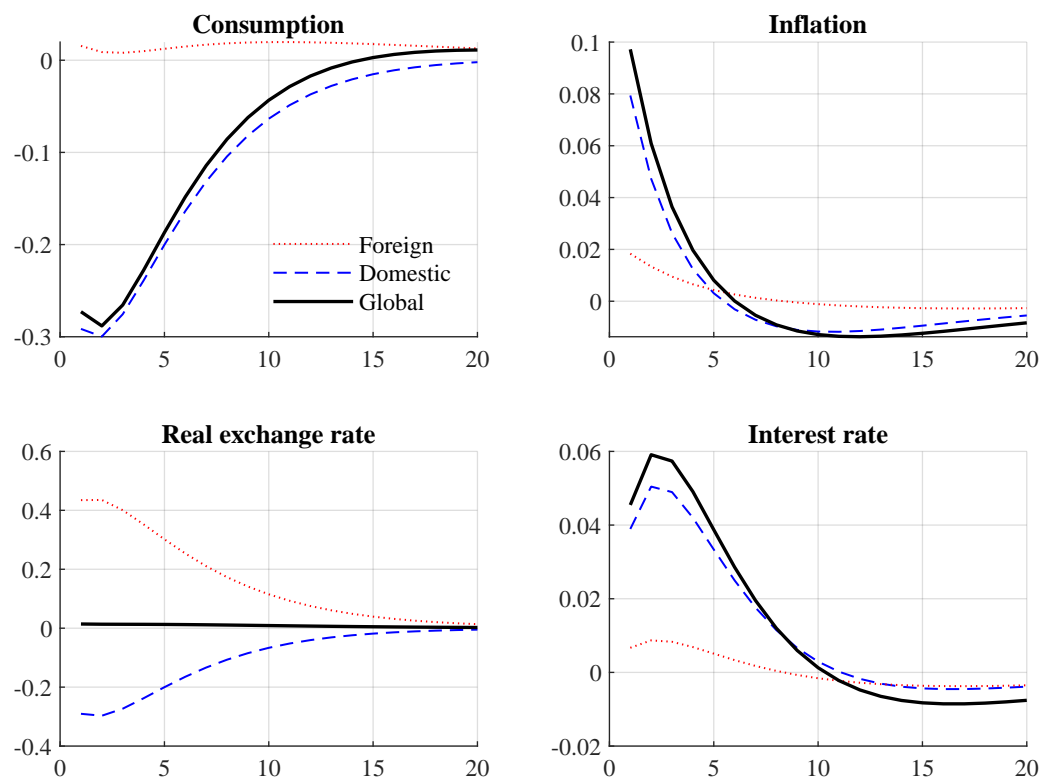 Consumption
0
-0.1
-0.2
-0.3
0 5 10 15 20
Foreign
Domestic
Global
Inflation
0.1
0.08
0.06
0.04
0.02
0
0 5 10 15 20
Real exchange rate
0.6
0.4
0.2
0
-0.2
-0.4
0 5 10 15 20
Interest rate
0.06
0.04
0.02
0
-0.02
0 5 10 15 20